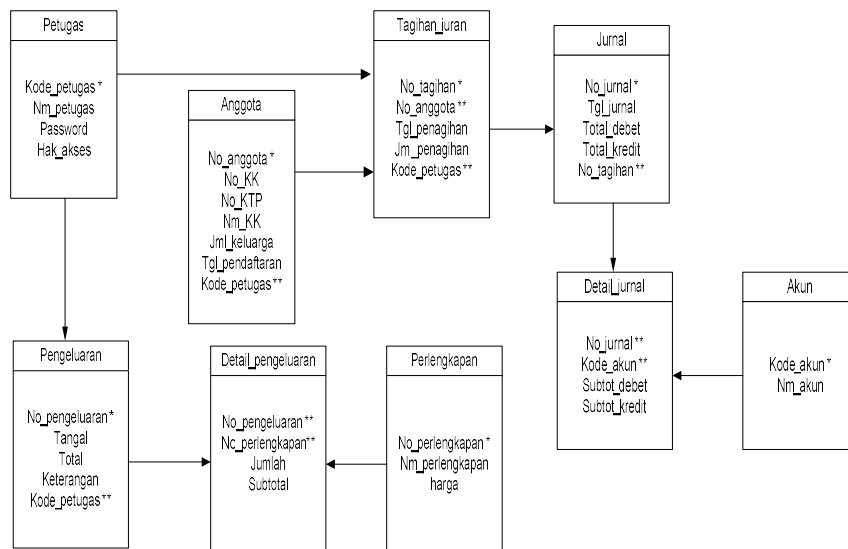 Petugas
Kode_petugas *
Nm_petugas
Password
Hak_akses
Anggota
No_anggota *
No_KK
No_KTP
Nm_KK
Jml_keluarga
Tgl_pendaftaran
Kode_petugas **
Tagihan_iuran
No_tagihan *
No_anggota **
Tgl_penagihan
Jm_penagihan
Kode_petugas **
Jurnal
No_jurnal *
Tgl_jurnal
Total_debet
Total_kredit
No_tagihan **
Pengeluaran
No_pengeluaran *
Tangal
Total
Keterangan
Kode_petugas **
Detail_pengeluaran
No_pengeluaran **
Nc_perlengkapan **
Jumlah
Subtotal
Perlengkapan
No_perlengkapan *
Nm_perlengkapan
harga
Detail_jurnal
No_jurnal **
Kode_akun **
Subtot_debet
Subtot_kredit
Akun
Kode_akun *
Nm_akun